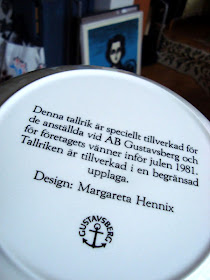 Denna tallrik är speciellt tillverkad för
de anställda vid AB Gustavsberg och
för företagets vänner inför julen 1981.
Tallriken är tillverkad i en begränsad
upplaga.
Design: Margareta Hennix
GUSTAVSBERG